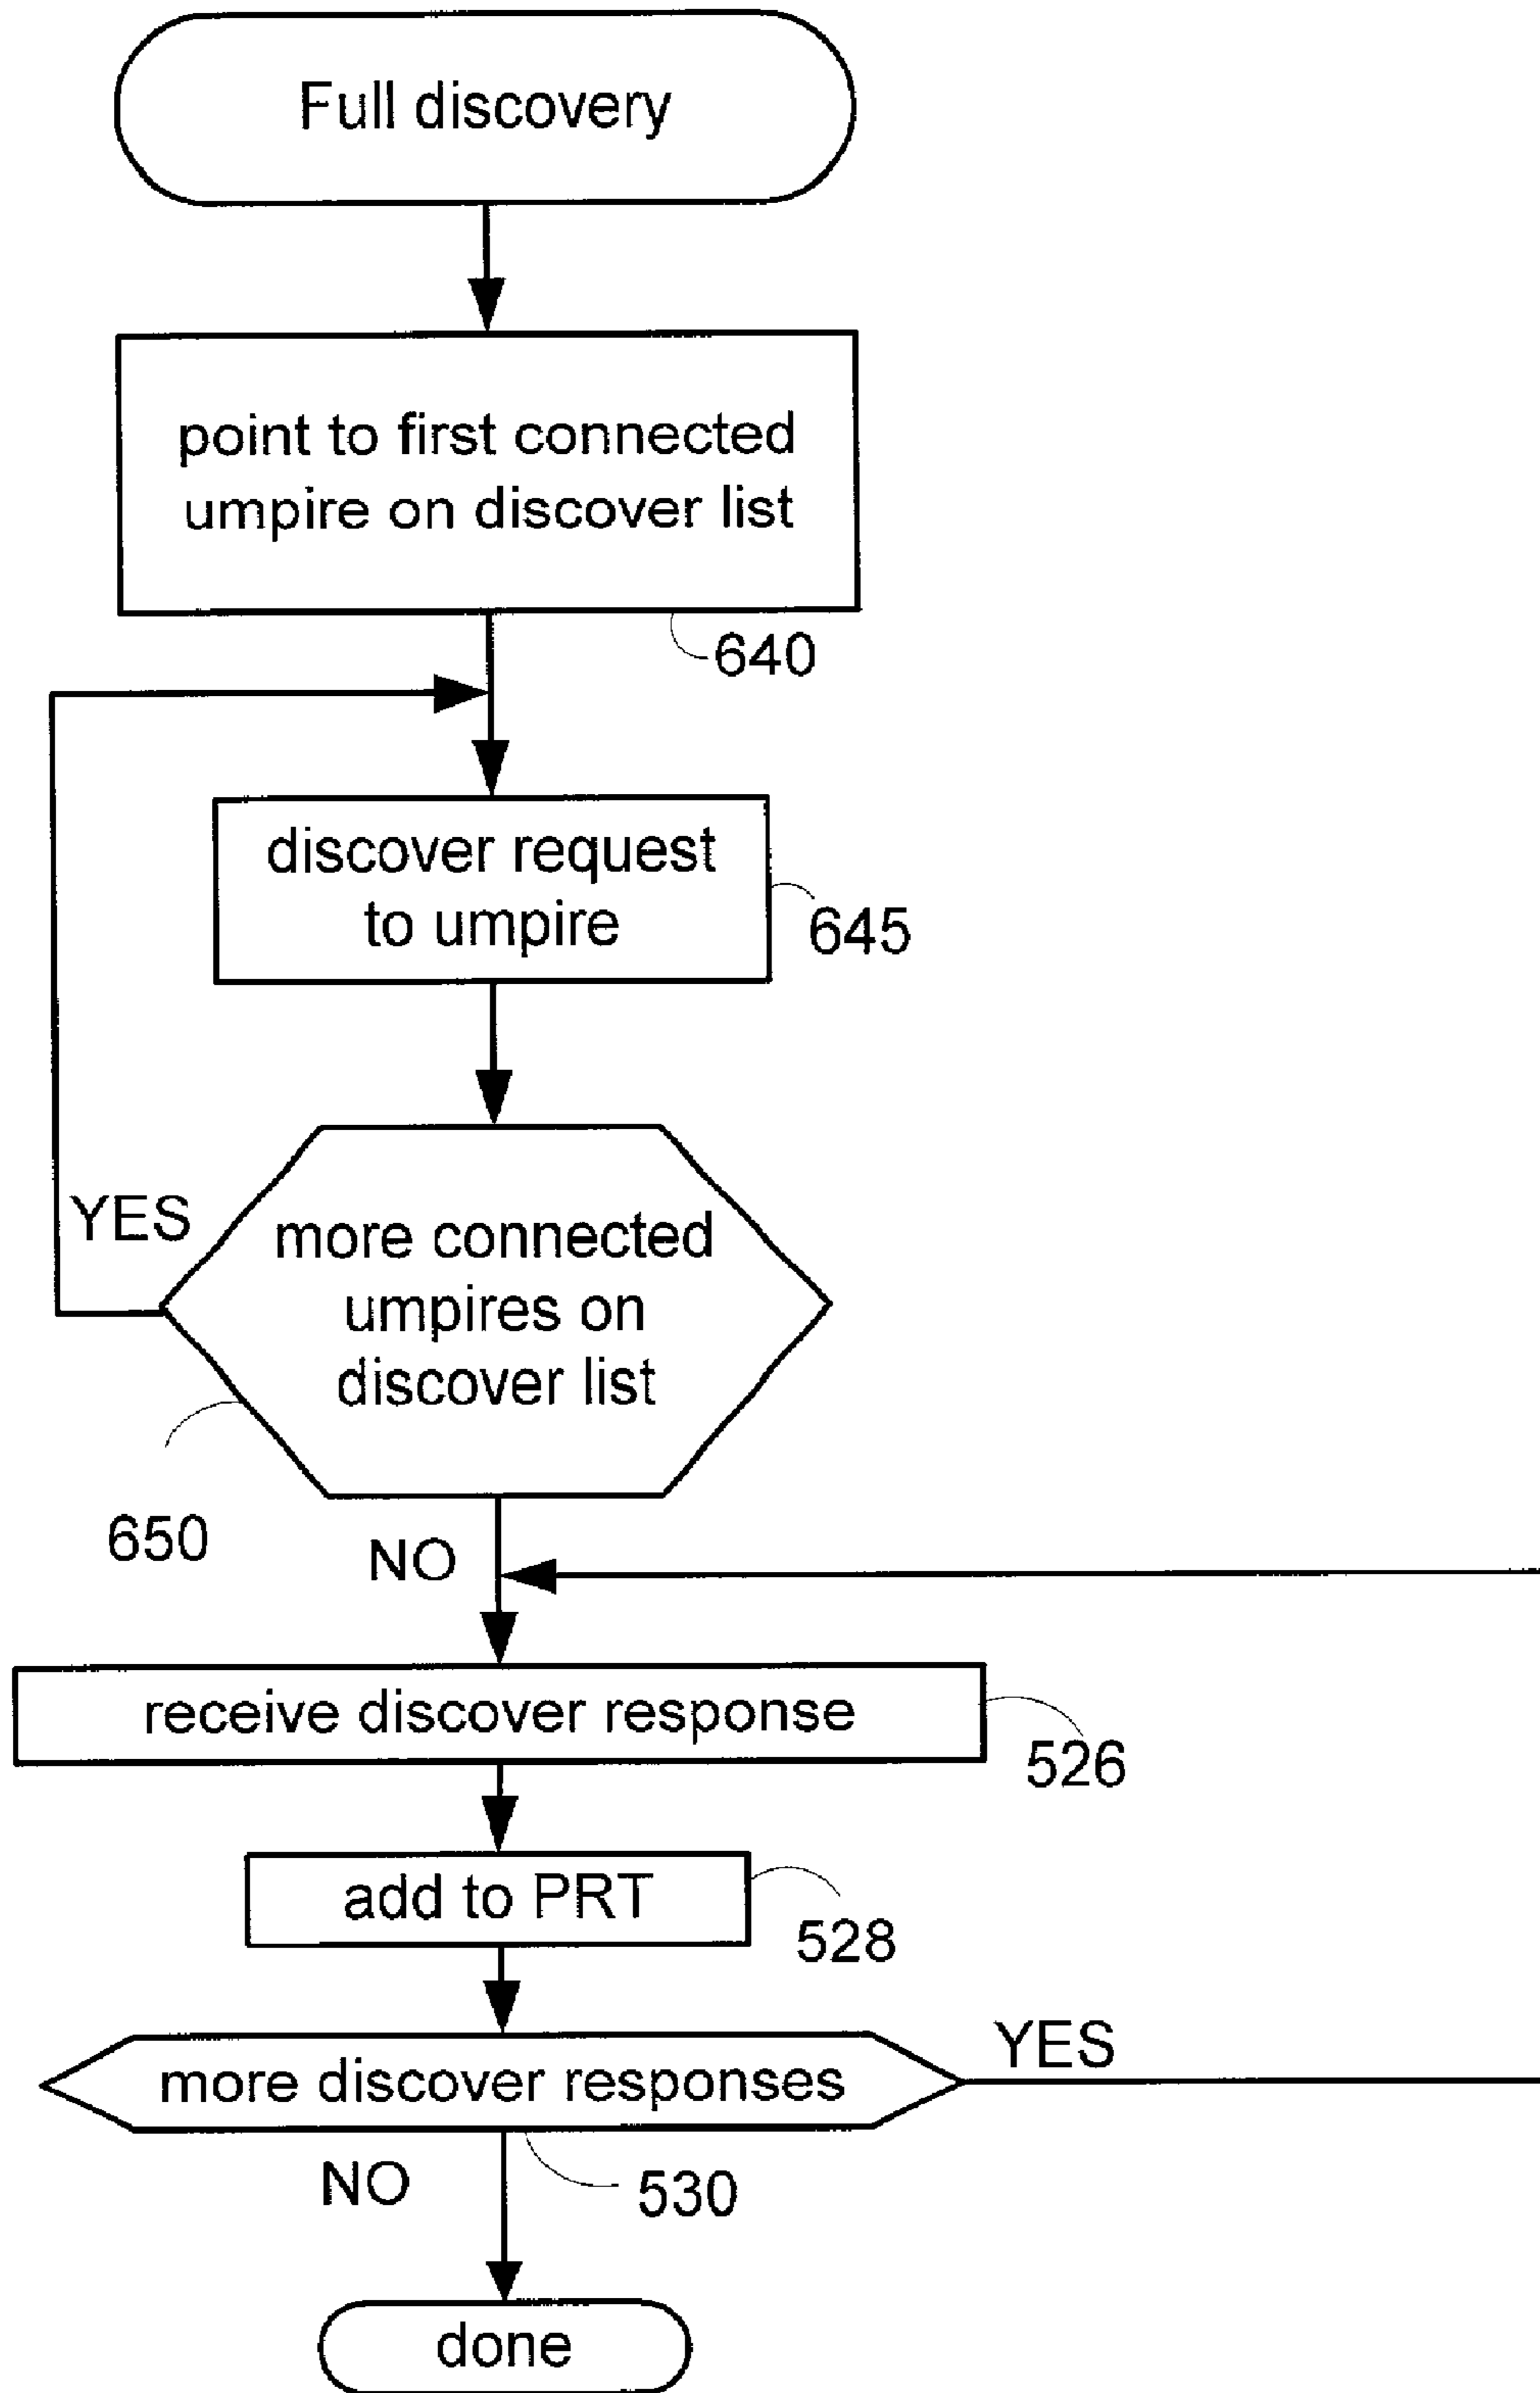 Full discovery
point to first connected
umpire on discover list
640
discover request
to umpire
645
YES
more connected
umpires on
discover list
650
NO
receive discover response
526
add to PRT
528
more discover responses
YES
NO
530
done